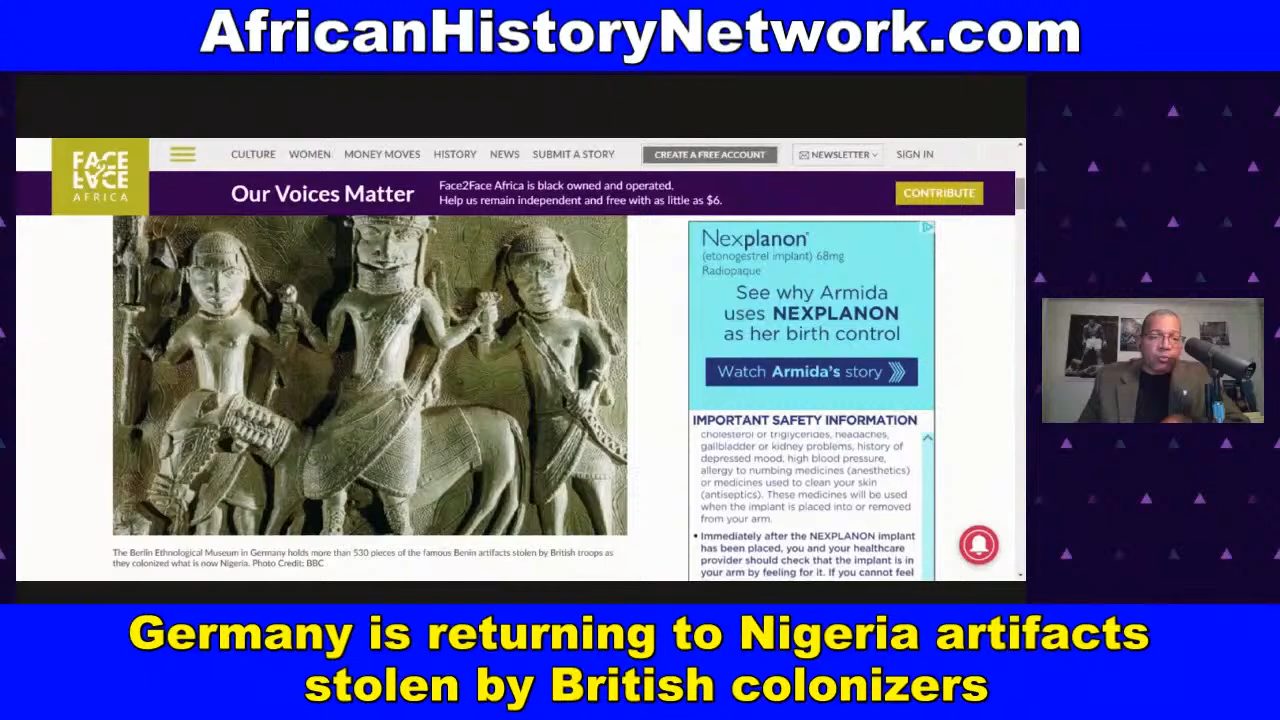 AfricanHistoryNetwork.com
FACE
2
FACE
AFRICA
CULTURE WOMEN MONEY MOVES HISTORY NEWS SUBMIT A STORY CREATE A FREE ACCOUNT NEWSLETTER SIGN IN
Our Voices Matter
Face2Face Africa is black owned and operated.
Help us remain independent and free with as little as $6.
CONTRIBUTE
The Berlin Ethnological Museum in Germany holds more than 530 pieces of the famous Benin artifacts stolen by British troops as
they colonized what is now Nigeria. Photo Credit; BBC
Nexplanon®
(etonogestrel implant) 68mg
Radiopaque
See why Armida
uses NEXPLANON
as her birth control
Watch Armida's story
IMPORTANT SAFETY INFORMATION
cholesterol or triglycerides, headaches,
gallbladder or kidney problems, history of
depressed mood, high blood pressure,
allergy to numbing medicines (anesthetics)
or medicines used to clean your skin
(antiseptics). These medicines will be used
when the implant is placed into or removed
from your arm.
• Immediately after the NEXPLANON implant
has been placed, you and your healthcare
provider should check that the implant is in
your arm by feeling for it. If you cannot feel
Germany is returning to Nigeria artifacts
stolen by British colonizers